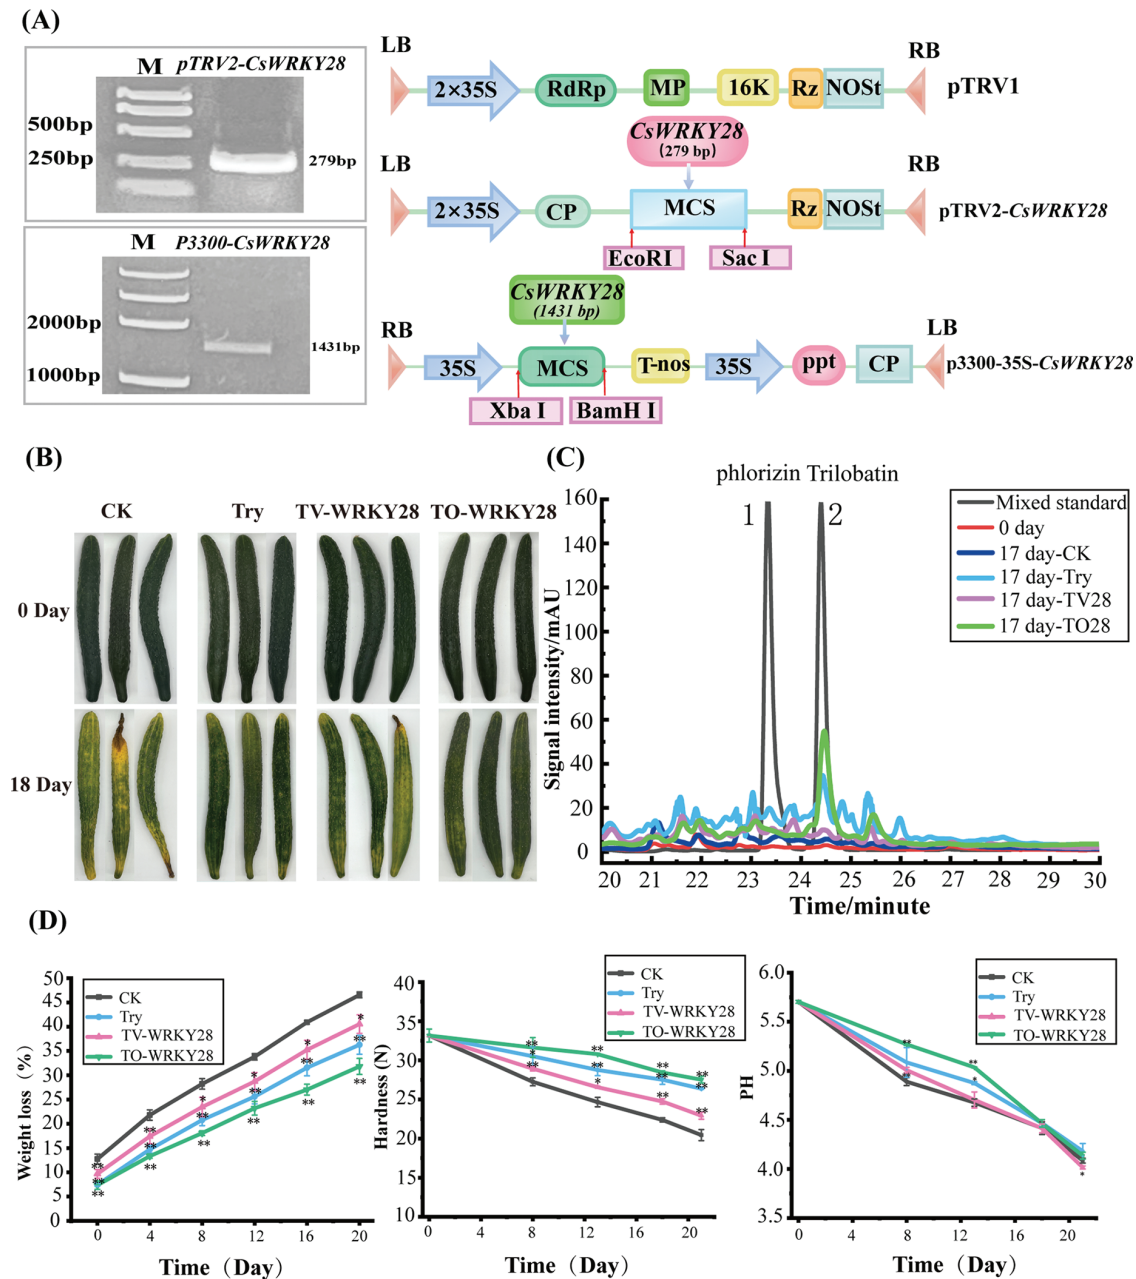 (A)
M pTRV2-CsWRKY28
500bp
250bp
279bp
M P3300-CsWRKY28
2000bp
1431bp
1000bp
LB RB
2×35S RdRp MP 16K Rz NOSt pTRV1
CsWRKY28
(279 bp)
LB RB
2×35S CP MCS Rz NOSt pTRV2-CsWRKY28
EcoRI Sac I
CsWRKY28
(1431 bp)
RB LB
35S MCS T-nos 35S ppt CP p3300-35S-CsWRKY28
Xba I BamH I
(B)
CK Try TV-WRKY28 TO-WRKY28
0 Day
18 Day
(C)
phlorizin Trilobatin
1 2
Mixed standard
0 day
17 day-CK
17 day-Try
17 day-TV28
17 day-TO28
Signal intensity/mAU
160
140
120
100
80
60
40
20
0
20 21 22 23 24 25 26 27 28 29 30
Time/minute
(D)
Weight loss (%)
50
45
40
35
30
25
20
15
10
5
0
CK
Try
TV-WRKY28
TO-WRKY28
0 4 8 12 16 20
Time (Day)
Hardness (N)
40
35
30
25
20
15
10
CK
Try
TV-WRKY28
TO-WRKY28
0 4 8 12 16 20
Time (Day)
PH
6.0
5.5
5.0
4.5
4.0
3.5
CK
Try
TV-WRKY28
TO-WRKY28
0 4 8 12 16 20
Time (Day)